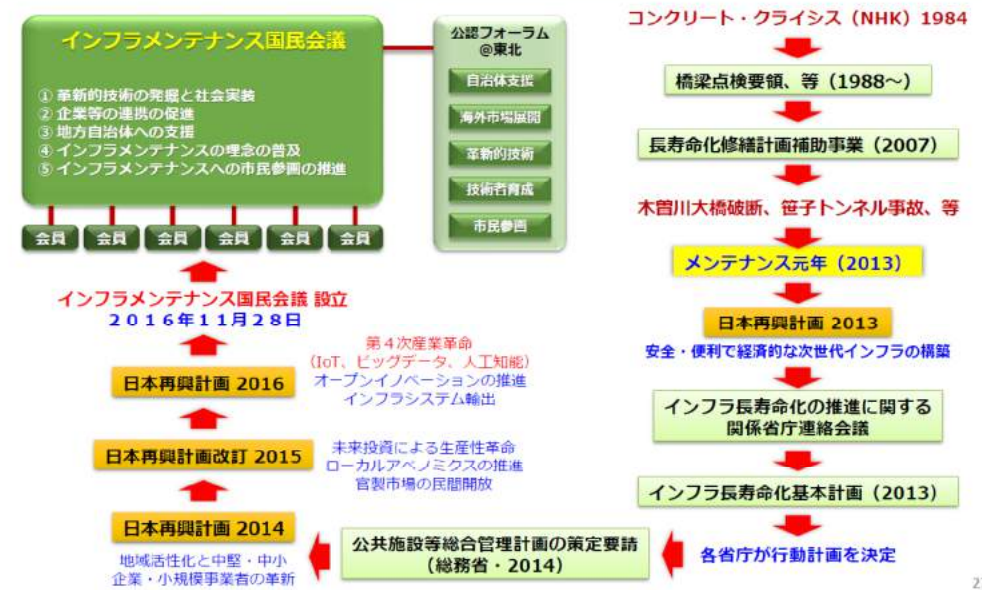 インフラメンテナンス国民会議
① 革新的技術の発掘と社会実装
② 企業等の連携の促進
③ 地方自治体への支援
④ インフラメンテナンスの理念の普及
⑤ インフラメンテナンスへの市民参画の推進
会員
会員
会員
会員
会員
会員
公認フォーラム
@東北
自治体支援
海外市場展開
革新的技術
技術者育成
市民参画
コンクリート・クライシス（NHK）1984
橋梁点検要領、等（1988～）
長寿命化修繕計画補助事業（2007）
木曽川大橋破断、笹子トンネル事故、等
メンテナンス元年（2013）
日本再興計画 2013
安全・便利で経済的な次世代インフラの構築
インフラ長寿命化の推進に関する
関係省庁連絡会議
インフラ長寿命化基本計画（2013）
各省庁が行動計画を決定
公共施設等総合管理計画の策定要請
（総務省・2014）
日本再興計画 2014
地域活性化と中堅・中小
企業・小規模事業者の革新
日本再興計画改訂 2015
未来投資による生産性革命
ローカルアベノミクスの推進
官製市場の民間開放
日本再興計画 2016
第４次産業革命
（IoT、ビッグデータ、人工知能）
オープンイノベーションの推進
インフラシステム輸出
インフラメンテナンス国民会議 設立
２０１６年１１月２８日